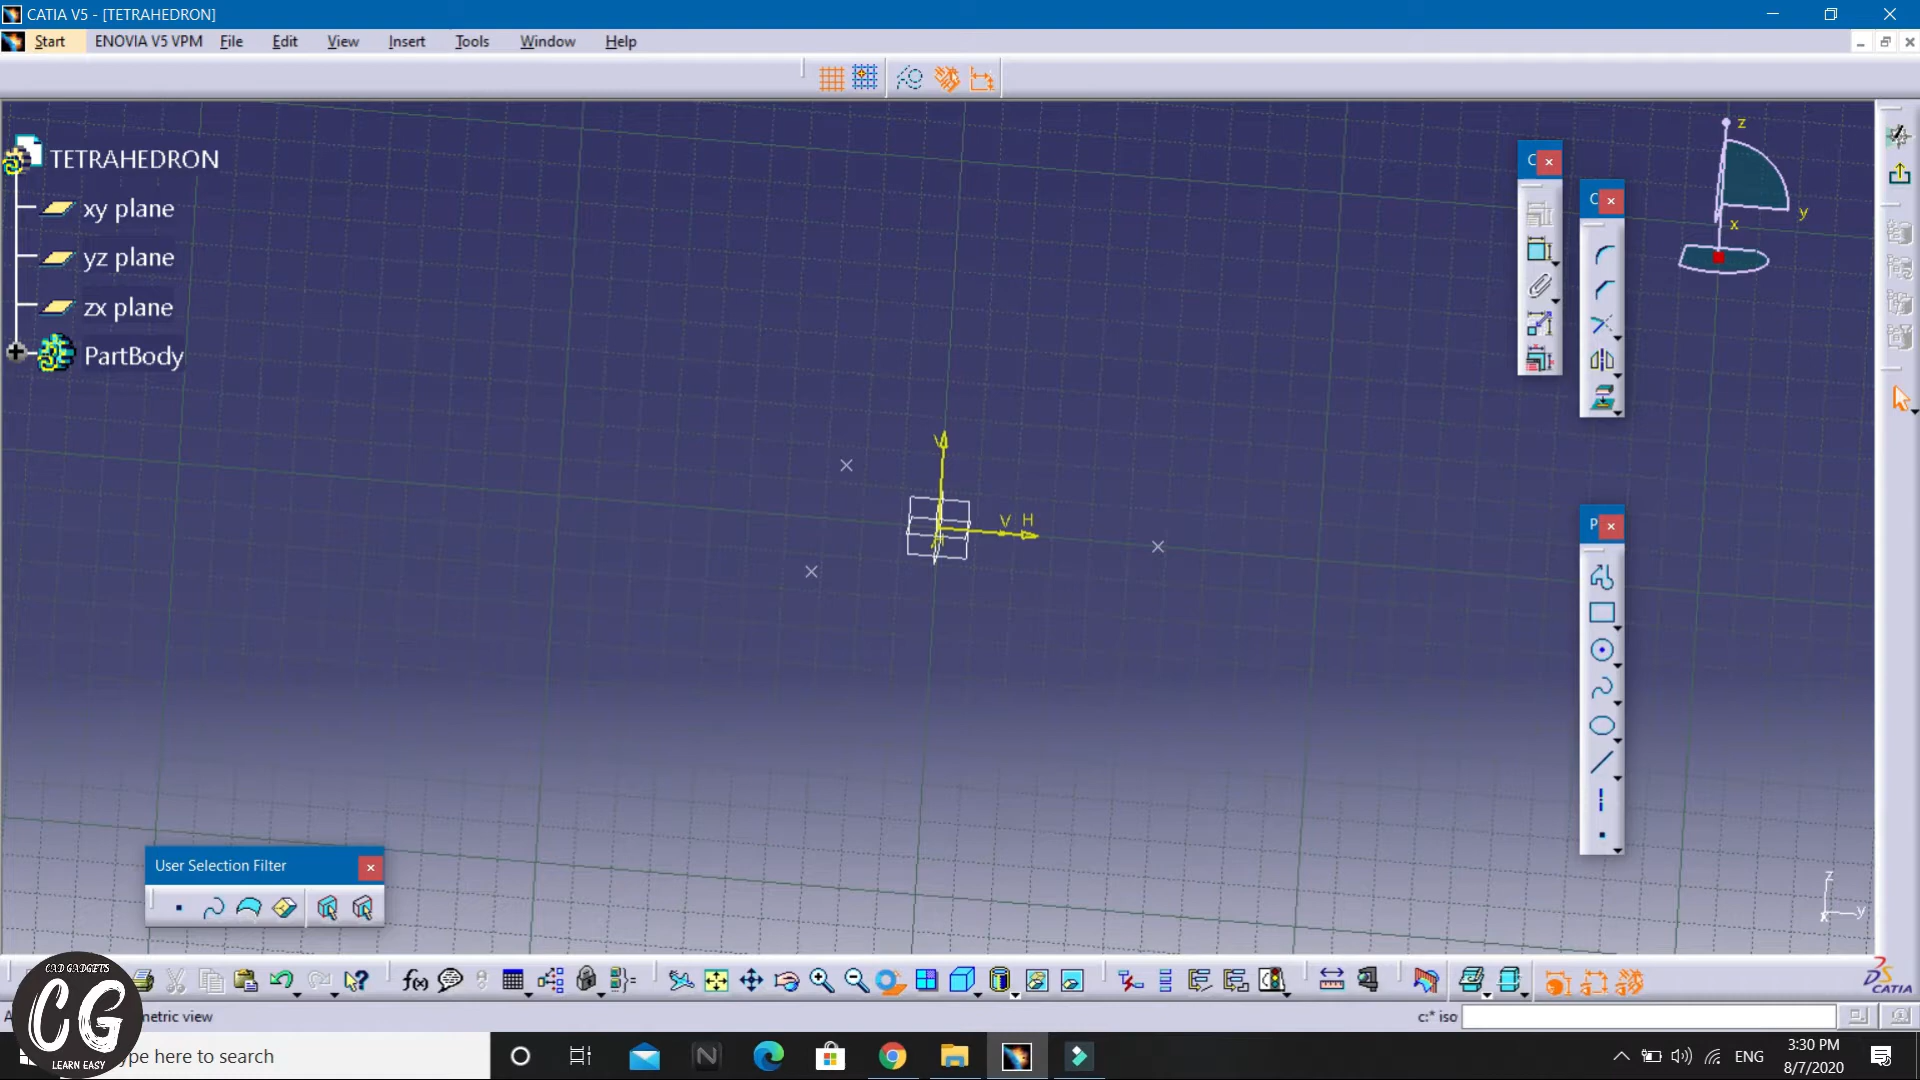 CATIA V5 - [TETRAHEDRON]
Start ENOVIA V5 VPM File Edit View Insert Tools Window Help
TETRAHEDRON
xy plane
yz plane
zx plane
PartBody
z
y
x
C
C
P
V
V H
H
User Selection Filter
f(x)
z
y
x
CATIA
metric view
c:* iso
CAD GADGETS
CG
LEARN EASY
pe here to search
N
ENG
3:30 PM
8/7/2020